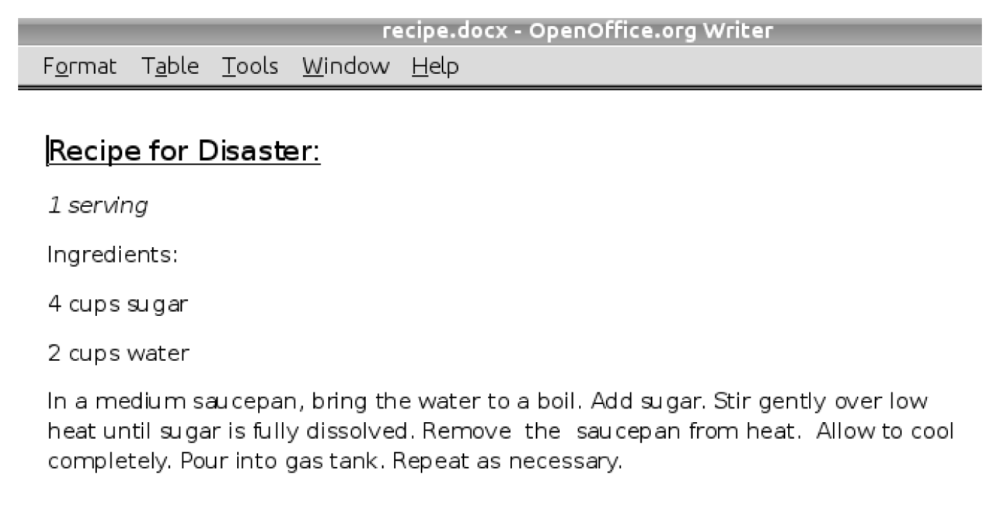 recipe.docx - OpenOffice.org Writer
Format Table Tools Window Help
Recipe for Disaster:
1 serving
Ingredients:
4 cups sugar
2 cups water
In a medium saucepan, bring the water to a boil. Add sugar. Stir gently over low
heat until sugar is fully dissolved. Remove the saucepan from heat. Allow to cool
completely. Pour into gas tank. Repeat as necessary.